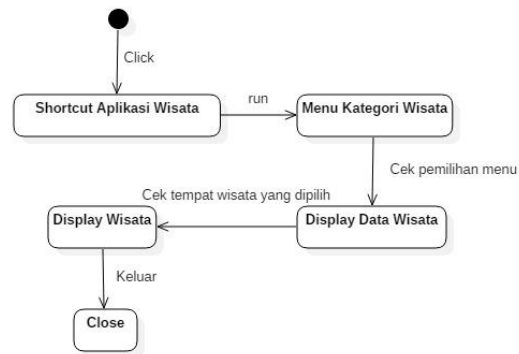 Click
Shortcut Aplikasi Wisata
run
Menu Kategori Wisata
Cek pemilihan menu
Cek tempat wisata yang dipilih
Display Wisata
Display Data Wisata
Keluar
Close